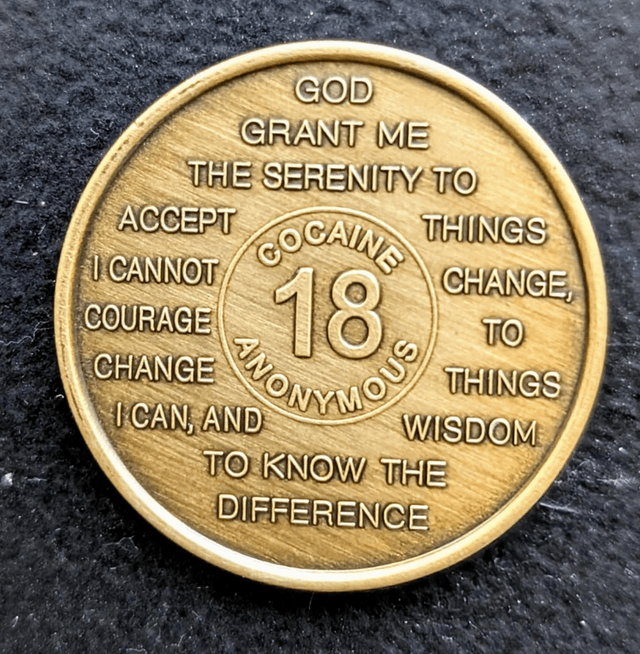 GOD
GRANT ME
THE SERENITY TO
ACCEPT THINGS
I CANNOT CHANGE,
COURAGE TO
CHANGE THINGS
I CAN, AND WISDOM
TO KNOW THE
DIFFERENCE
COCAINE
18
ANONYMOUS